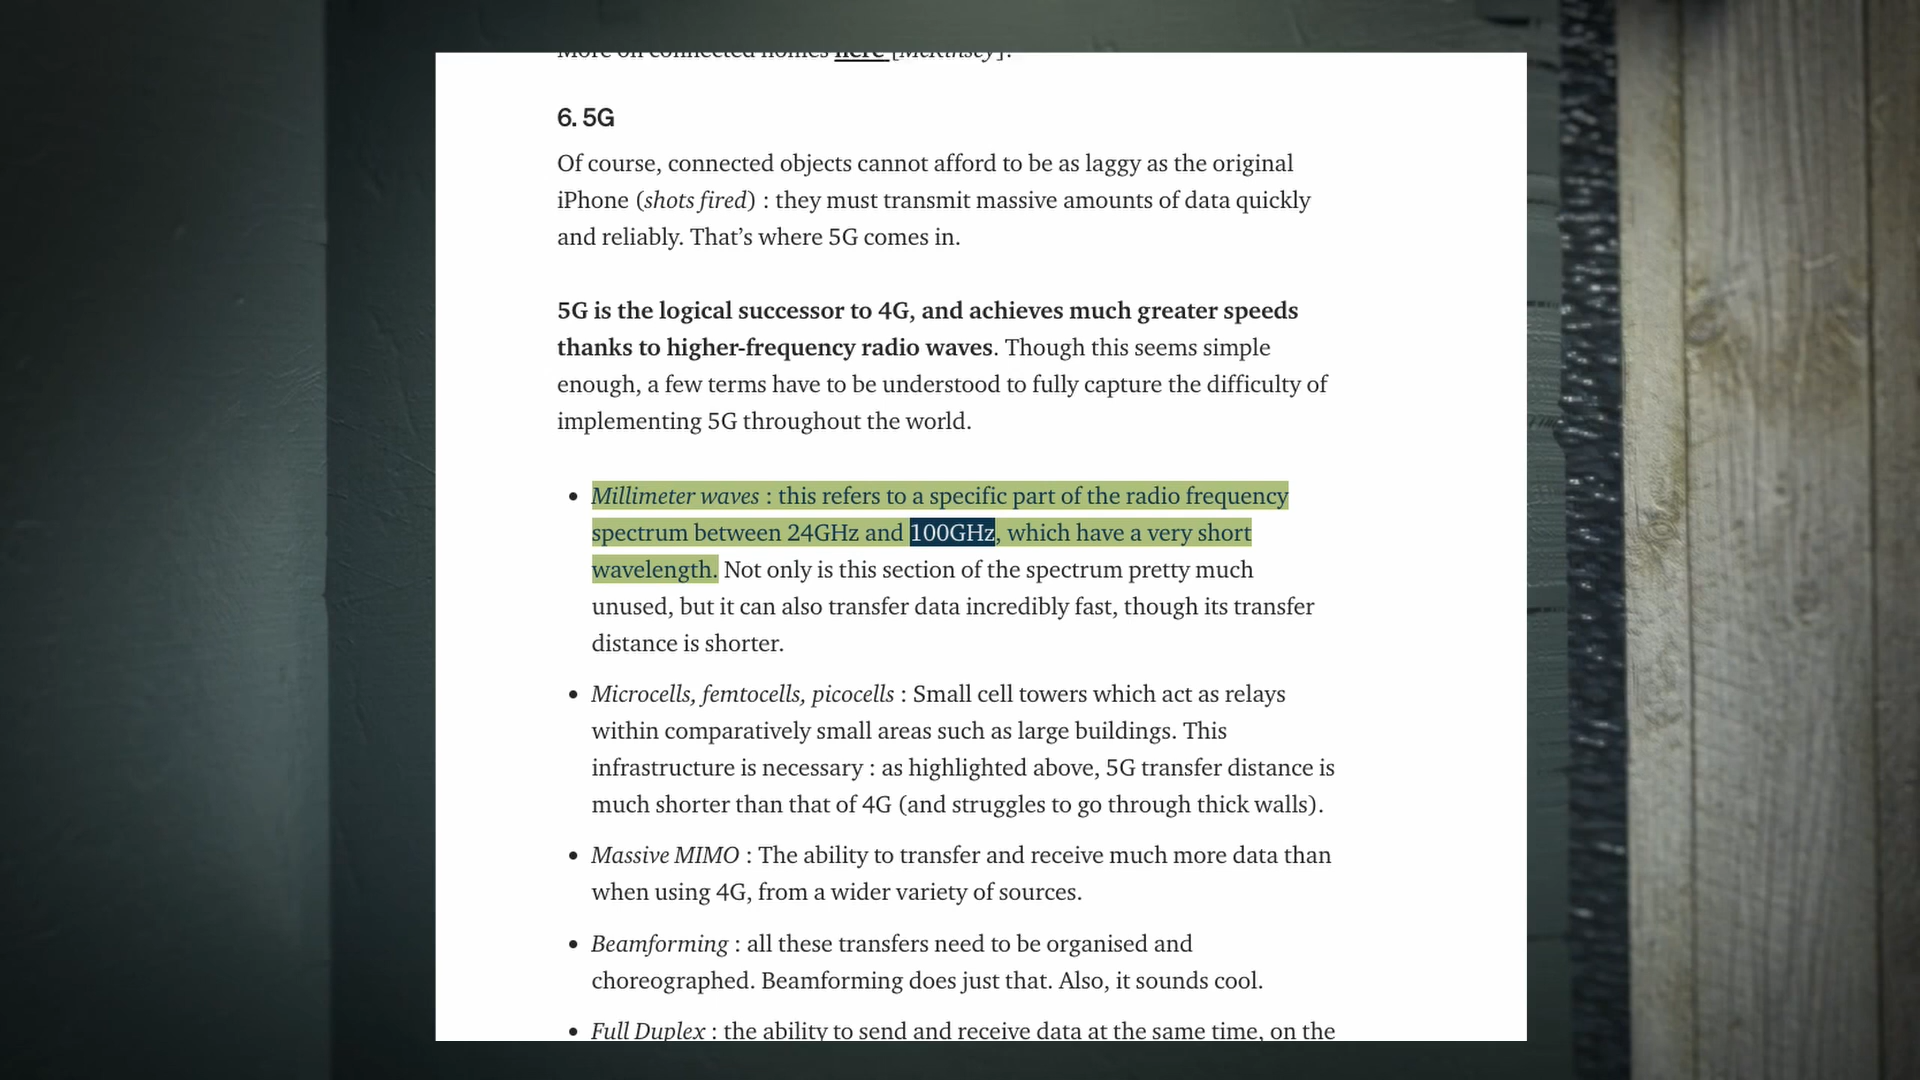 More on connected homes here [McKinsey].
6. 5G
Of course, connected objects cannot afford to be as laggy as the original
iPhone (shots fired) : they must transmit massive amounts of data quickly
and reliably. That’s where 5G comes in.
5G is the logical successor to 4G, and achieves much greater speeds
thanks to higher-frequency radio waves. Though this seems simple
enough, a few terms have to be understood to fully capture the difficulty of
implementing 5G throughout the world.
• Millimeter waves : this refers to a specific part of the radio frequency
spectrum between 24GHz and 100GHz, which have a very short
wavelength. Not only is this section of the spectrum pretty much
unused, but it can also transfer data incredibly fast, though its transfer
distance is shorter.
• Microcells, femtocells, picocells : Small cell towers which act as relays
within comparatively small areas such as large buildings. This
infrastructure is necessary : as highlighted above, 5G transfer distance is
much shorter than that of 4G (and struggles to go through thick walls).
• Massive MIMO : The ability to transfer and receive much more data than
when using 4G, from a wider variety of sources.
• Beamforming : all these transfers need to be organised and
choreographed. Beamforming does just that. Also, it sounds cool.
• Full Duplex : the ability to send and receive data at the same time, on the